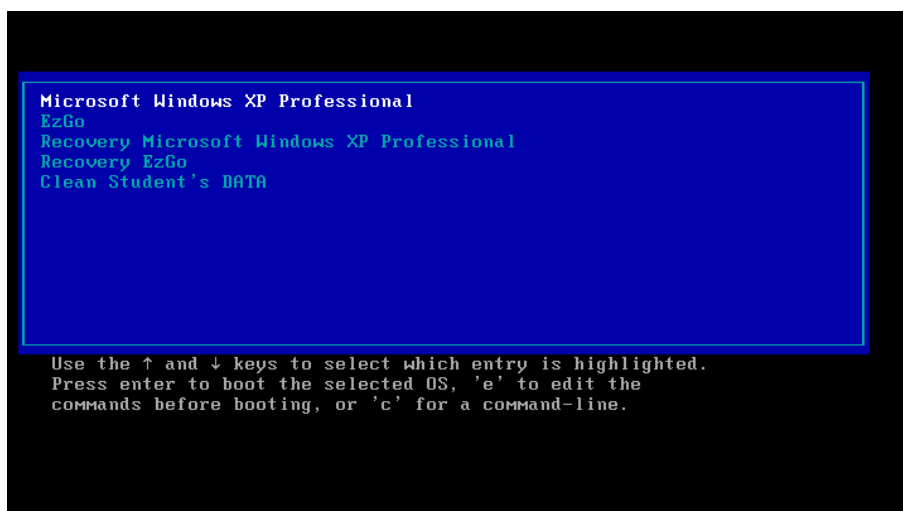 Microsoft Windows XP Professional
EzGo
Recovery Microsoft Windows XP Professional
Recovery EzGo
Clean Student's DATA
Use the ↑ and ↓ keys to select which entry is highlighted.
Press enter to boot the selected OS, 'e' to edit the
commands before booting, or 'c' for a command-line.